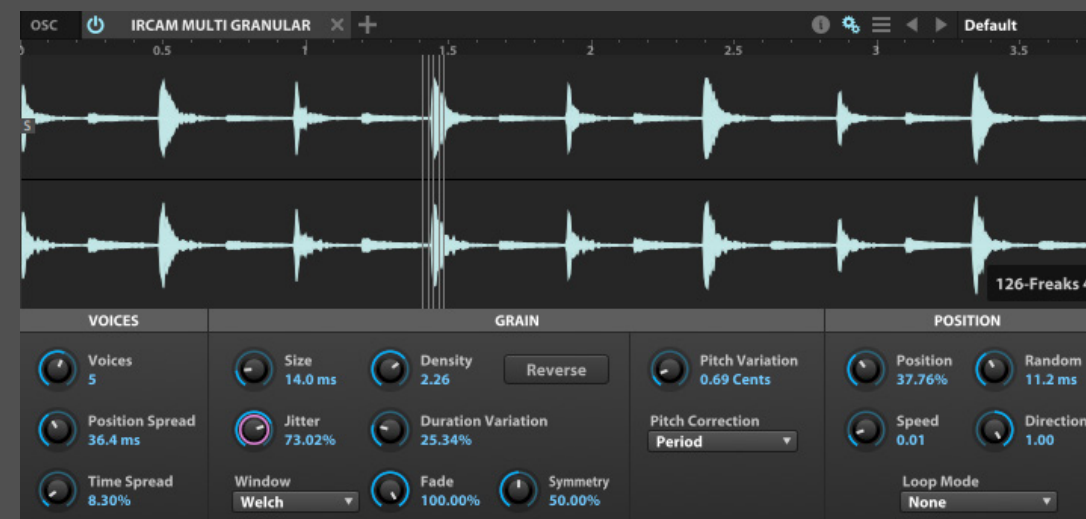 OSC IRCAM MULTI GRANULAR Default
0.5 1 1.5 2 2.5 3 3.5
S
126-Freaks
VOICES GRAIN POSITION
Voices Size Density Reverse Pitch Variation Position Random
5 14.0 ms 2.26 0.69 Cents 37.76% 11.2 ms
Position Spread Jitter Duration Variation Pitch Correction Speed Direction
36.4 ms 73.02% 25.34% Period 0.01 1.00
Time Spread Window Fade Symmetry Loop Mode
8.30% Welch 100.00% 50.00% None